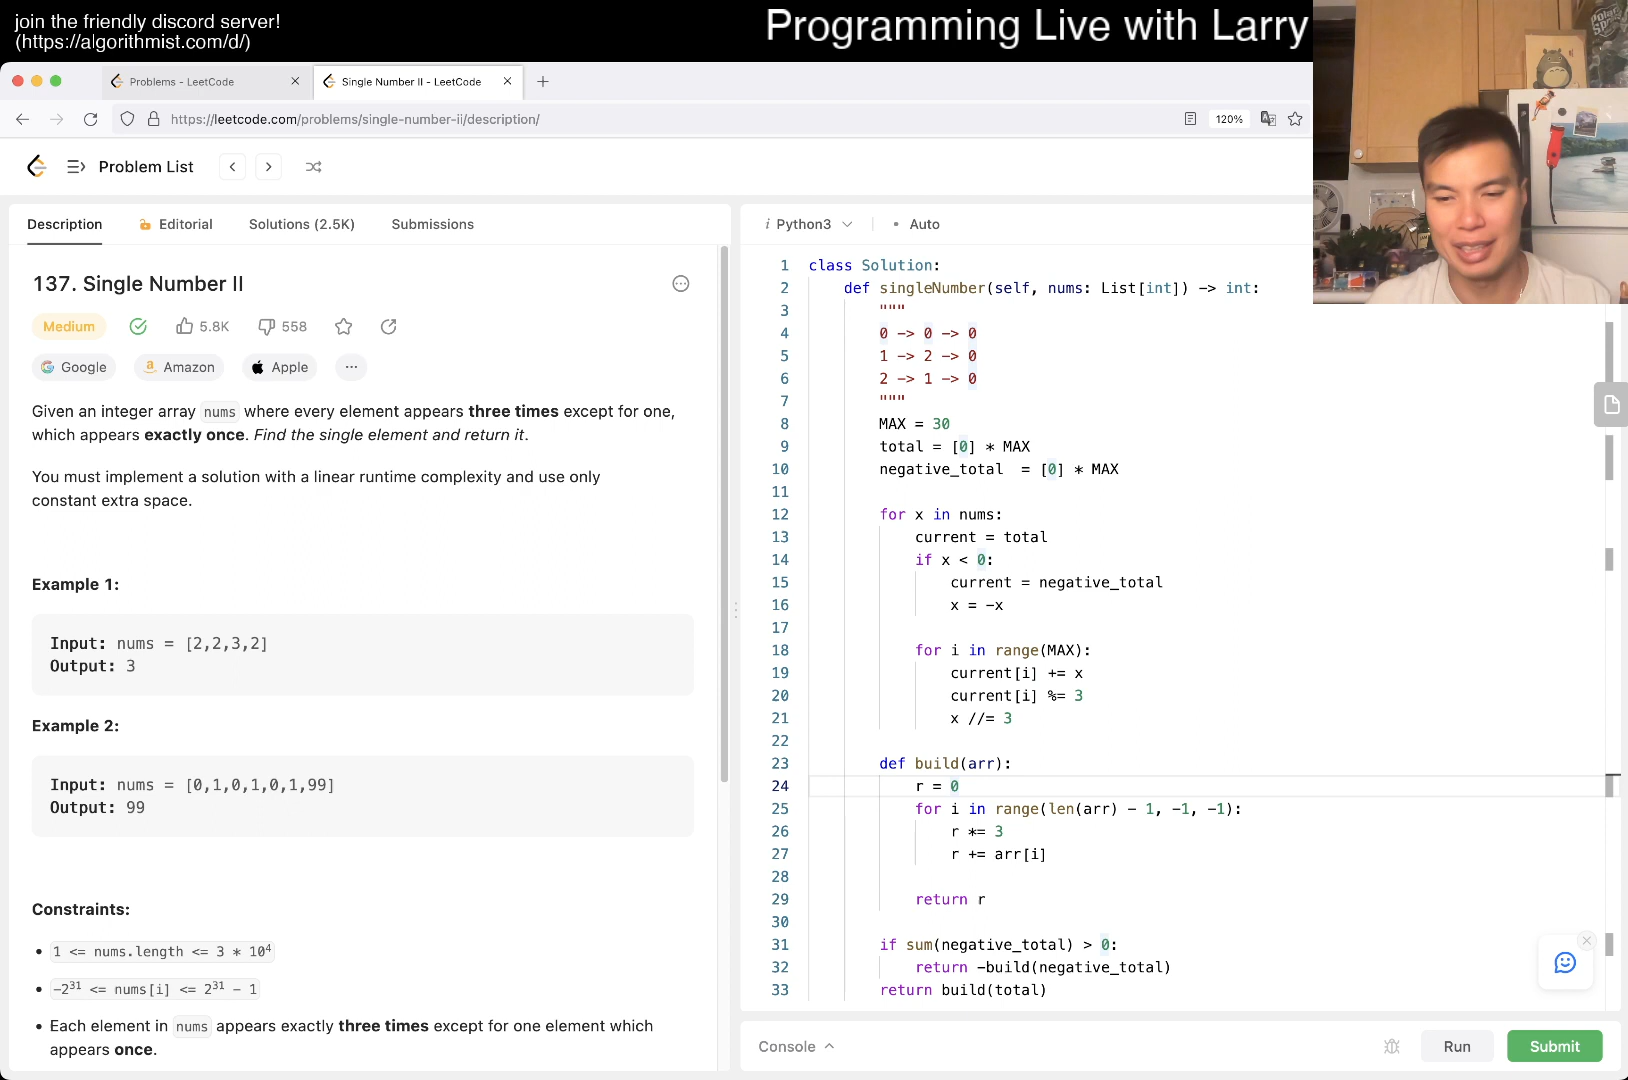 join the friendly discord server!
(https://algorithmist.com/d/)
Programming Live with Larry
Problems - LeetCode
Single Number II - LeetCode
https://leetcode.com/problems/single-number-ii/description/
120%
Problem List
Description
Editorial
Solutions (2.5K)
Submissions
137. Single Number II
Medium
5.8K
558
Google
Amazon
Apple
Given an integer array nums where every element appears three times except for one,
which appears exactly once. Find the single element and return it.
You must implement a solution with a linear runtime complexity and use only
constant extra space.
Example 1:
Input: nums = [2,2,3,2]
Output: 3
Example 2:
Input: nums = [0,1,0,1,0,1,99]
Output: 99
Constraints:
• 1 <= nums.length <= 3 * 10⁴
• -2³¹ <= nums[i] <= 2³¹ - 1
• Each element in nums appears exactly three times except for one element which
appears once.
i Python3
Auto
1 class Solution:
2 def singleNumber(self, nums: List[int]) -> int:
3 """
4 0 -> 0 -> 0
5 1 -> 2 -> 0
6 2 -> 1 -> 0
7 """
8 MAX = 30
9 total = [0] * MAX
10 negative_total  = [0] * MAX
11
12 for x in nums:
13 current = total
14 if x < 0:
15 current = negative_total
16 x = -x
17
18 for i in range(MAX):
19 current[i] += x
20 current[i] %= 3
21 x //= 3
22
23 def build(arr):
24 r = 0
25 for i in range(len(arr) - 1, -1, -1):
26 r *= 3
27 r += arr[i]
28
29 return r
30
31 if sum(negative_total) > 0:
32 return -build(negative_total)
33 return build(total)
Console
Run
Submit